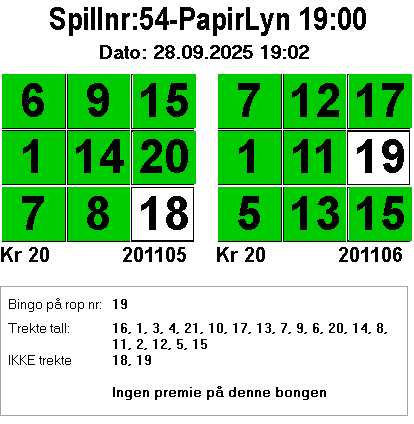 Spillnr:54-PapirLyn 19:00
Dato: 28.09.2025 19:02
6 9 15 7 12 17
1 14 20 1 11 19
7 8 18 5 13 15
Kr 20 201105 Kr 20 201106
Bingo på rop nr: 19
Trekte tall: 16, 1, 3, 4, 21, 10, 17, 13, 7, 9, 6, 20, 14, 8,
11, 2, 12, 5, 15
IKKE trekte 18, 19
Ingen premie på denne bongen